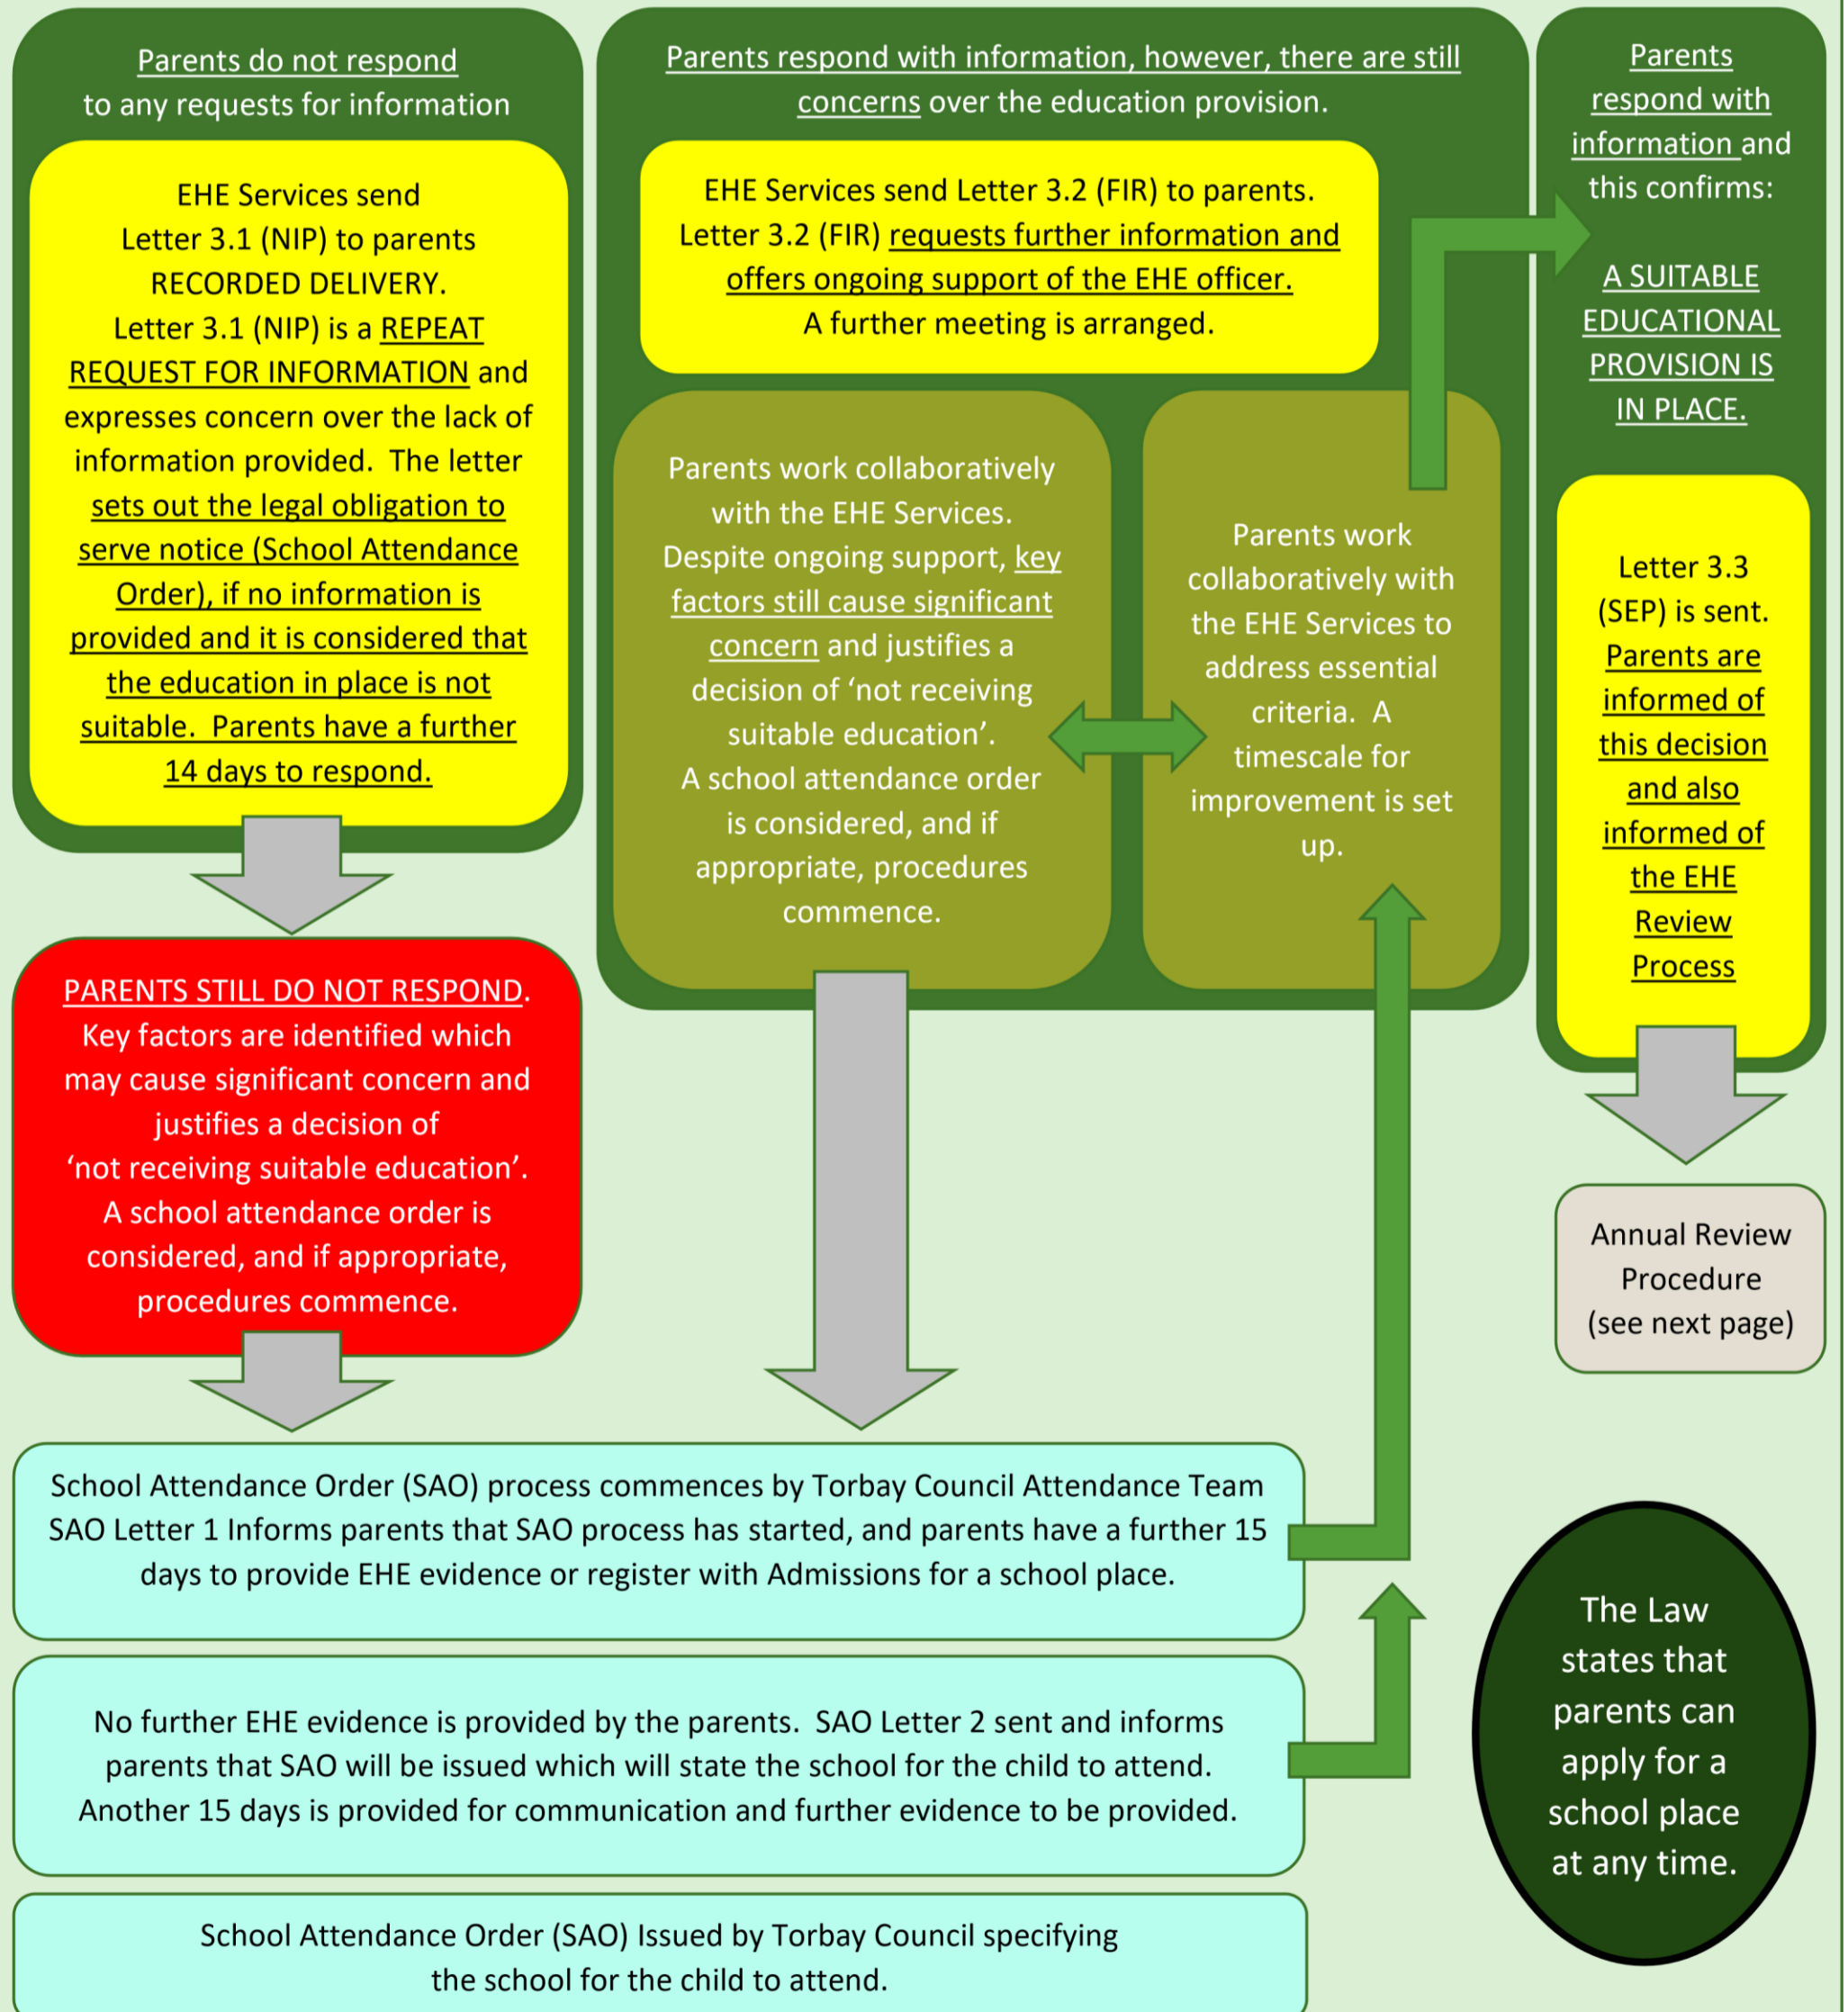 Parents do not respond
to any requests for information
EHE Services send
Letter 3.1 (NIP) to parents
RECORDED DELIVERY.
Letter 3.1 (NIP) is a REPEAT
REQUEST FOR INFORMATION and
expresses concern over the lack of
information provided.  The letter
sets out the legal obligation to
serve notice (School Attendance
Order), if no information is
provided and it is considered that
the education in place is not
suitable.  Parents have a further
14 days to respond.
PARENTS STILL DO NOT RESPOND.
Key factors are identified which
may cause significant concern and
justifies a decision of
‘not receiving suitable education’.
A school attendance order is
considered, and if appropriate,
procedures commence.
Parents respond with information, however, there are still
concerns over the education provision.
EHE Services send Letter 3.2 (FIR) to parents.
Letter 3.2 (FIR) requests further information and
offers ongoing support of the EHE officer.
A further meeting is arranged.
Parents work collaboratively
with the EHE Services.
Despite ongoing support, key
factors still cause significant
concern and justifies a
decision of ‘not receiving
suitable education’.
A school attendance order
is considered, and if
appropriate, procedures
commence.
Parents work
collaboratively with
the EHE Services to
address essential
criteria.  A
timescale for
improvement is set
up.
Parents
respond with
information and
this confirms:
A SUITABLE
EDUCATIONAL
PROVISION IS
IN PLACE.
Letter 3.3
(SEP) is sent.
Parents are
informed of
this decision
and also
informed of
the EHE
Review
Process
Annual Review
Procedure
(see next page)
School Attendance Order (SAO) process commences by Torbay Council Attendance Team
SAO Letter 1 Informs parents that SAO process has started, and parents have a further 15
days to provide EHE evidence or register with Admissions for a school place.
No further EHE evidence is provided by the parents.  SAO Letter 2 sent and informs
parents that SAO will be issued which will state the school for the child to attend.
Another 15 days is provided for communication and further evidence to be provided.
School Attendance Order (SAO) Issued by Torbay Council specifying
the school for the child to attend.
The Law
states that
parents can
apply for a
school place
at any time.